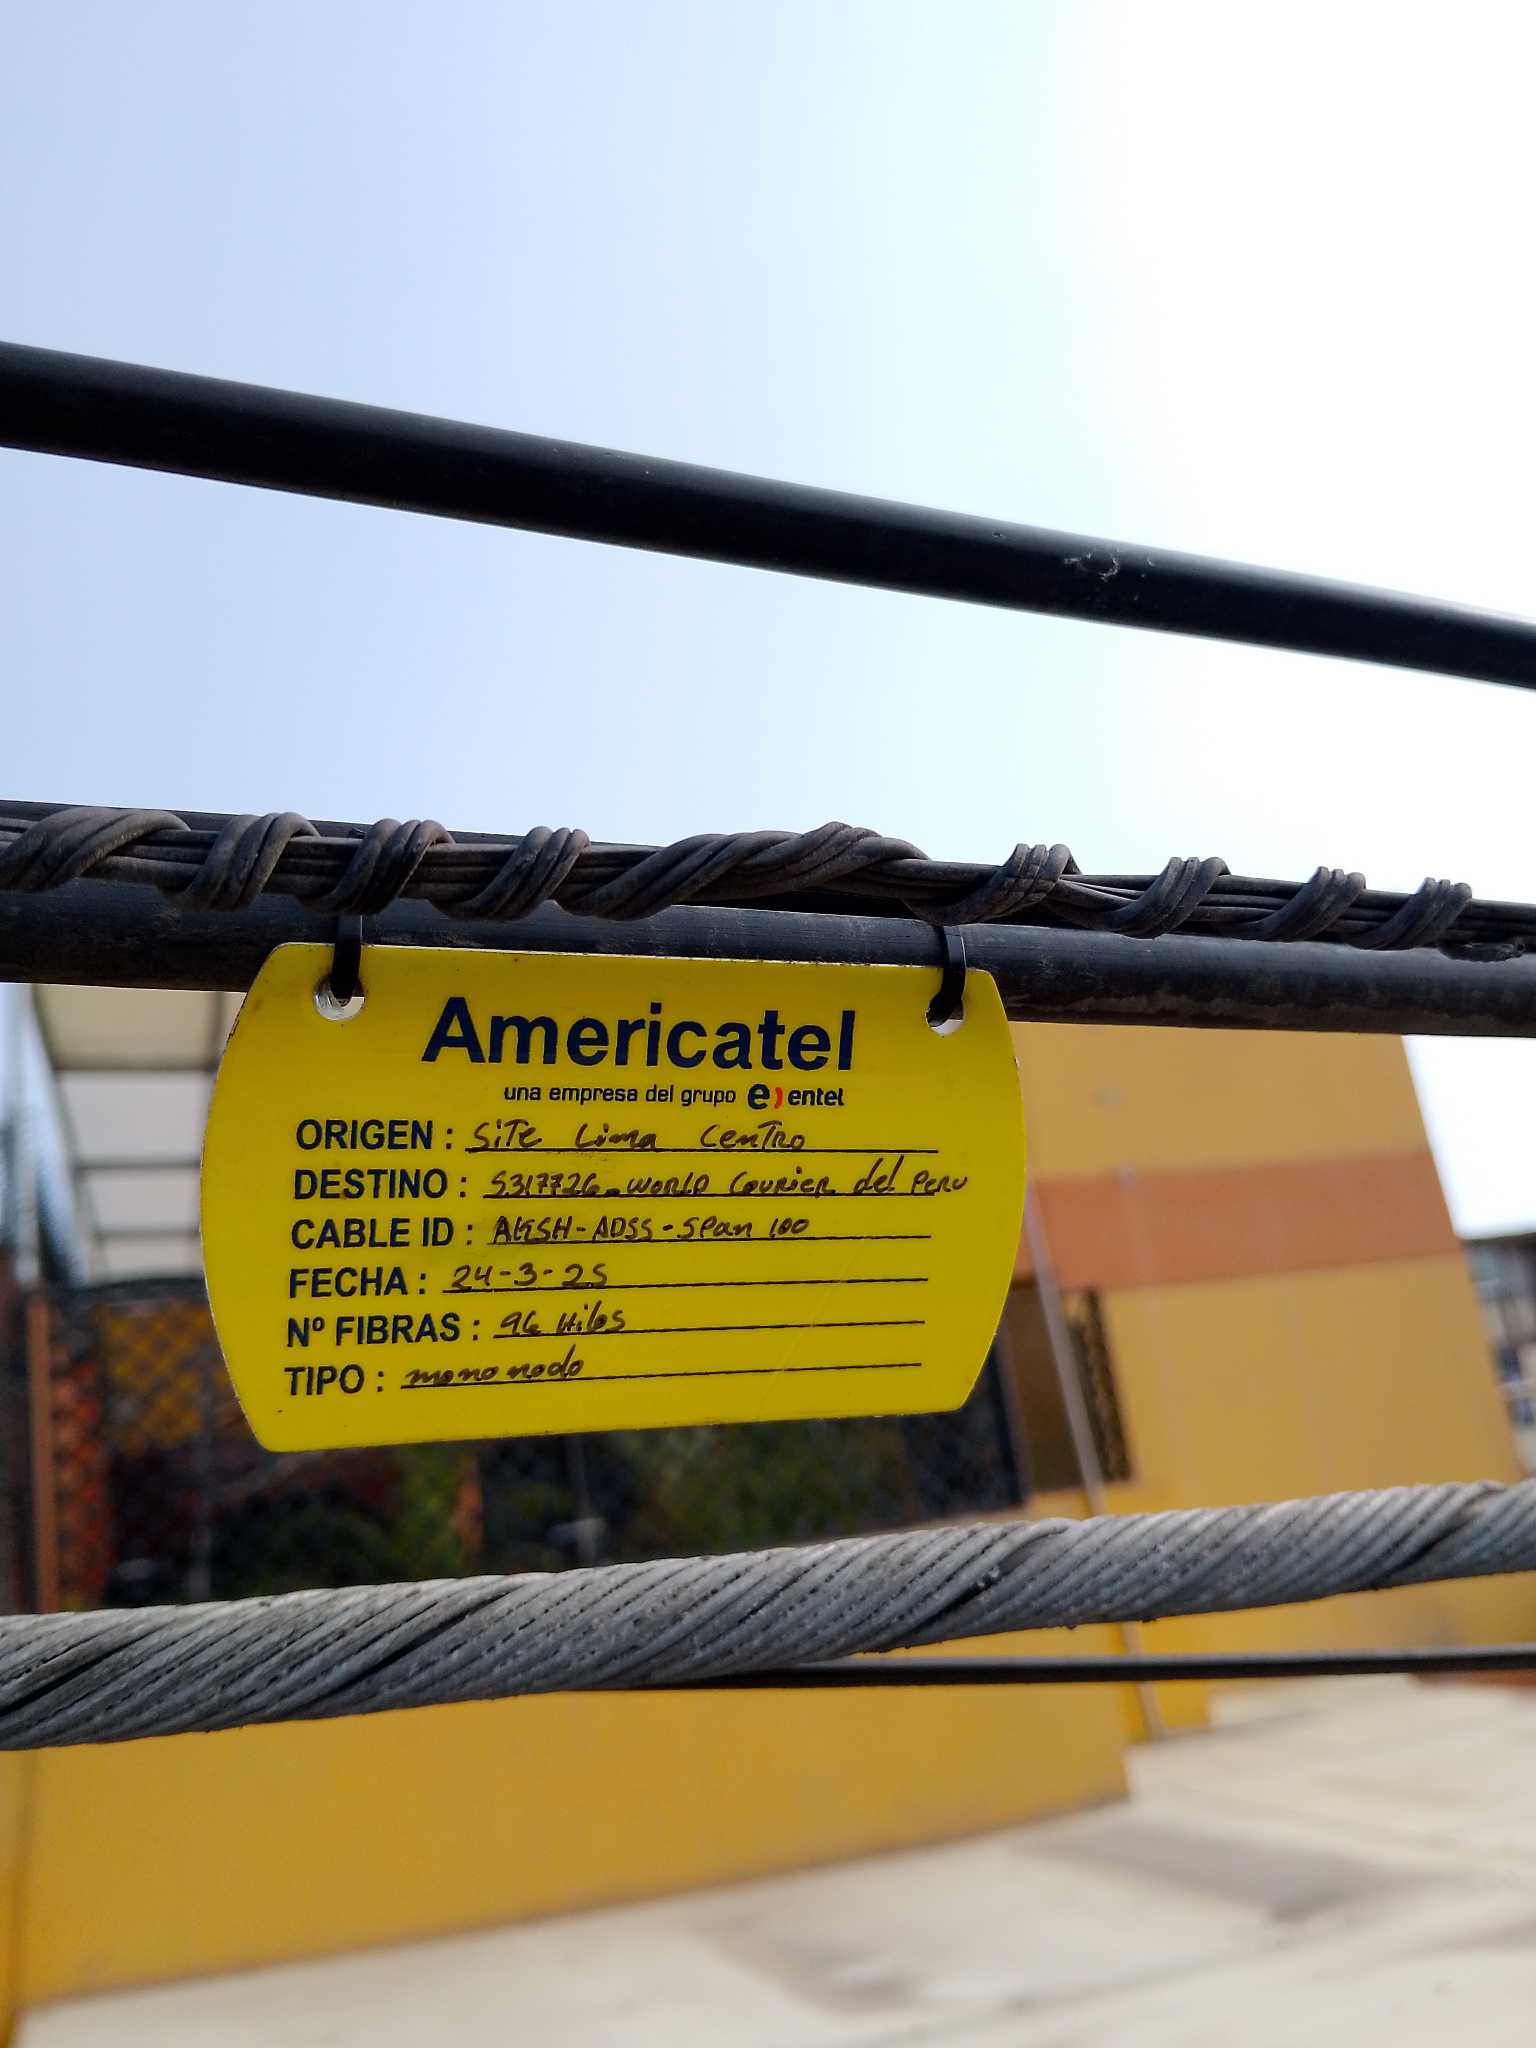 Americatel
una empresa del grupo e) entel
ORIGEN : SiTe Lima CenTro
DESTINO : S317726-World Courier del Peru
CABLE ID : AKSH-ADSS-Span 100
FECHA : 24-3-25
Nº FIBRAS : 96 Hilos
TIPO : mono modo